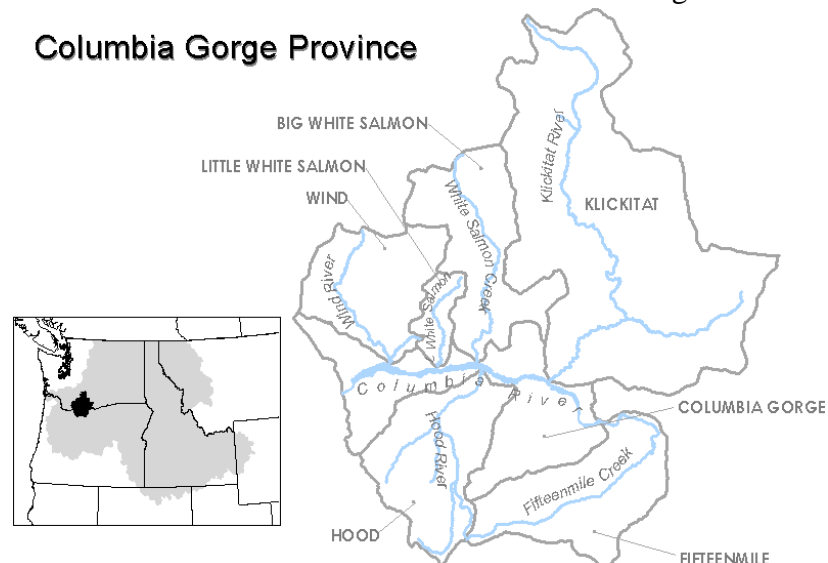 Columbia Gorge Province
BIG WHITE SALMON
LITTLE WHITE SALMON
WIND
Klickitat River
KLICKITAT
White Salmon Creek
Wind River
White Salmon
Columbia River
COLUMBIA GORGE
Hood River
Fifteenmile Creek
HOOD
FIFTEENMILE